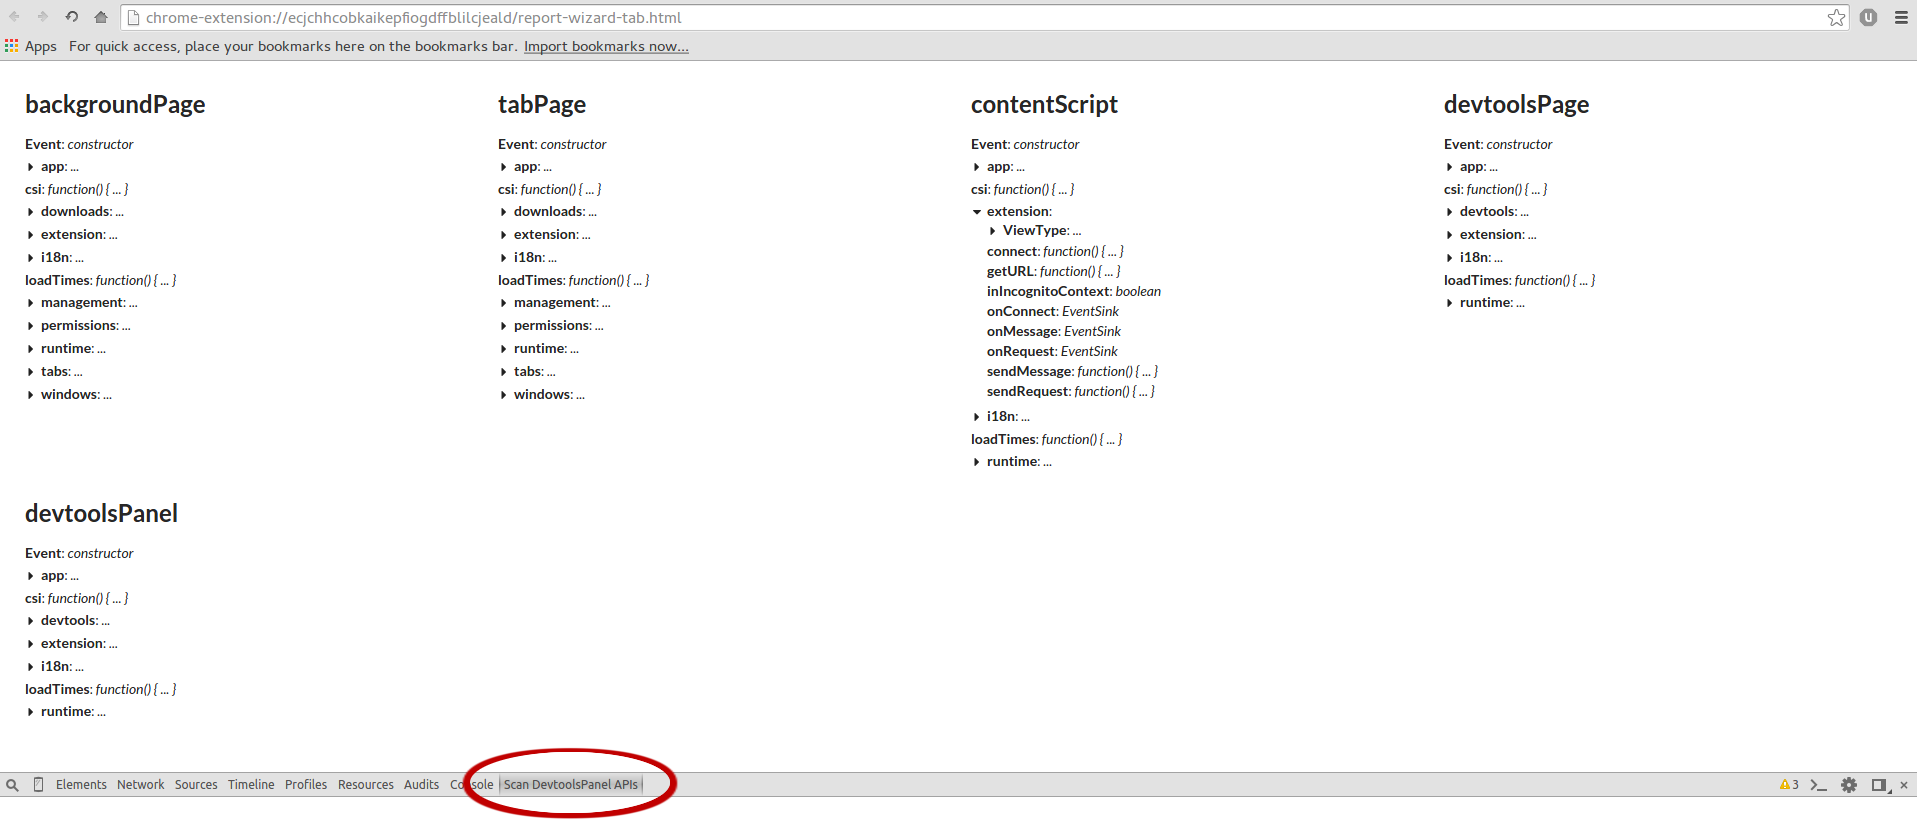 chrome-extension://ecjchhcobkaikepfiogdffblilcjeald/report-wizard-tab.html
Apps For quick access, place your bookmarks here on the bookmarks bar. Import bookmarks now...
backgroundPage
Event: constructor
app: ...
csi: function() { ... }
downloads: ...
extension: ...
i18n: ...
loadTimes: function() { ... }
management: ...
permissions: ...
runtime: ...
tabs: ...
windows: ...
tabPage
Event: constructor
app: ...
csi: function() { ... }
downloads: ...
extension: ...
i18n: ...
loadTimes: function() { ... }
management: ...
permissions: ...
runtime: ...
tabs: ...
windows: ...
contentScript
Event: constructor
app: ...
csi: function() { ... }
extension:
ViewType: ...
connect: function() { ... }
getURL: function() { ... }
inIncognitoContext: boolean
onConnect: EventSink
onMessage: EventSink
onRequest: EventSink
sendMessage: function() { ... }
sendRequest: function() { ... }
i18n: ...
loadTimes: function() { ... }
runtime: ...
devtoolsPage
Event: constructor
app: ...
csi: function() { ... }
devtools: ...
extension: ...
i18n: ...
loadTimes: function() { ... }
runtime: ...
devtoolsPanel
Event: constructor
app: ...
csi: function() { ... }
devtools: ...
extension: ...
i18n: ...
loadTimes: function() { ... }
runtime: ...
Elements Network Sources Timeline Profiles Resources Audits Console Scan DevtoolsPanel APIs 3